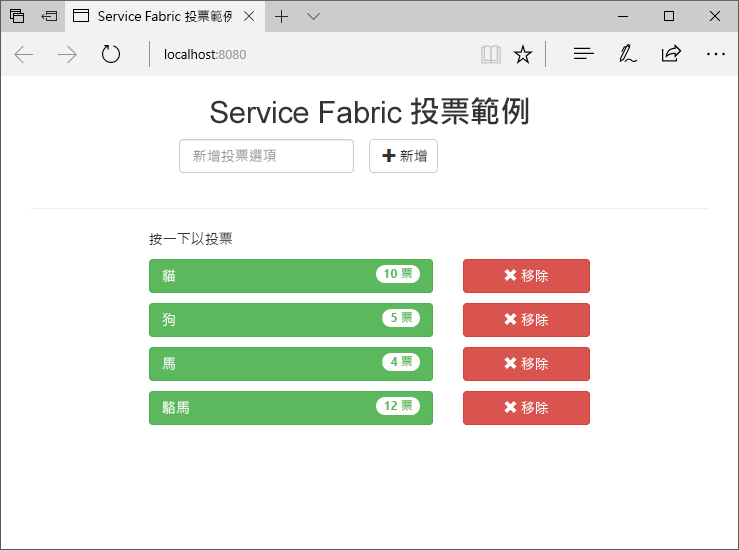 Service Fabric 投票範例
localhost:8080
Service Fabric 投票範例
新增投票選項
新增
按一下以投票
貓 10 票 移除
狗 5 票 移除
馬 4 票 移除
駱馬 12 票 移除